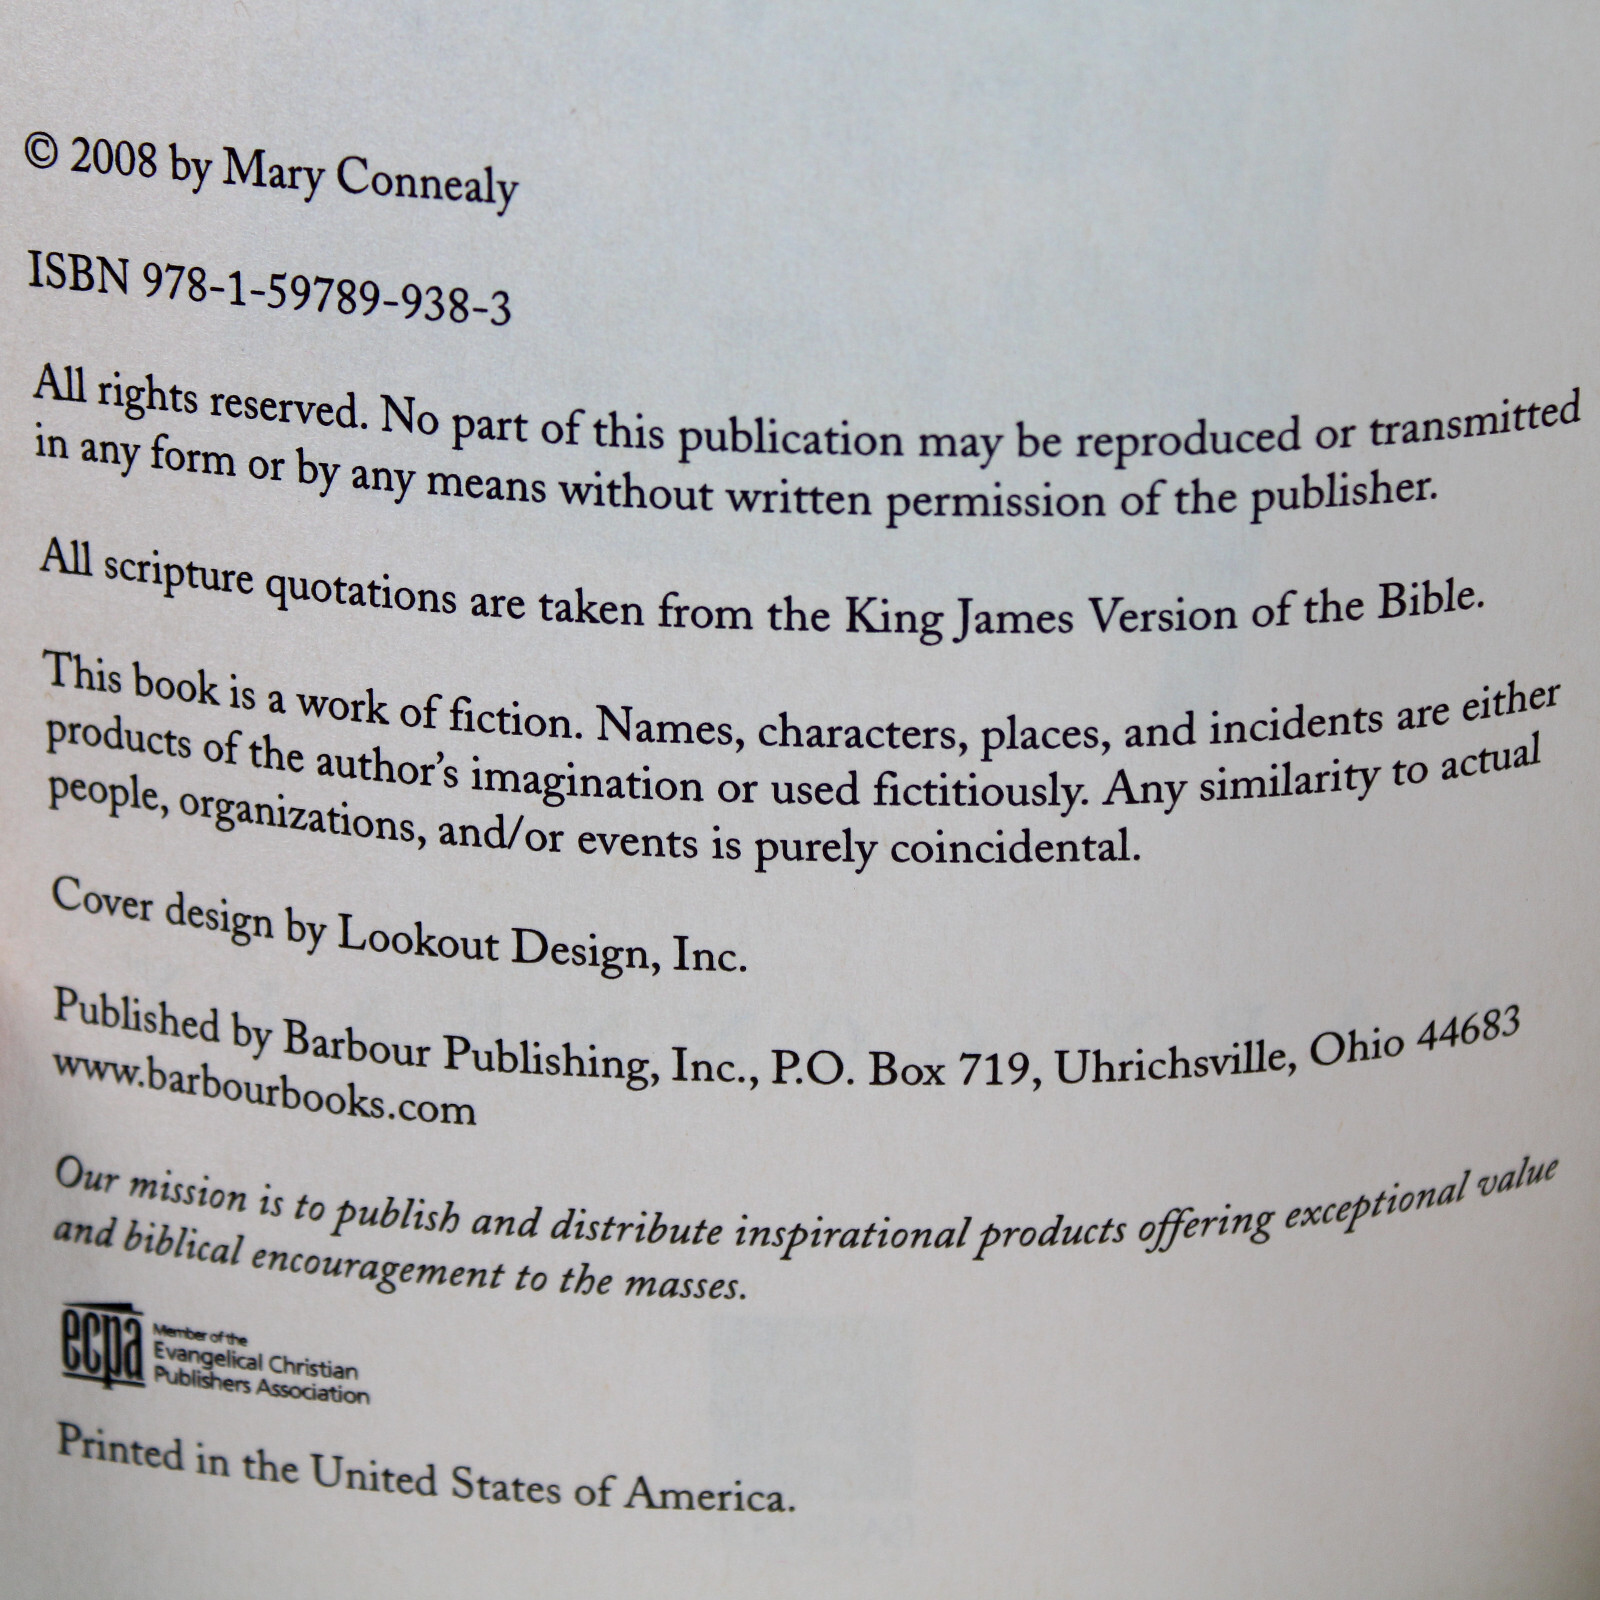 © 2008 by Mary Connealy
ISBN 978-1-59789-938-3
All rights reserved. No part of this publication may be reproduced or transmitted
in any form or by any means without written permission of the publisher.
All scripture quotations are taken from the King James Version of the Bible.
This book is a work of fiction. Names, characters, places, and incidents are either
products of the author's imagination or used fictitiously. Any similarity to actual
people, organizations, and/or events is purely coincidental.
Cover design by Lookout Design, Inc.
Published by Barbour Publishing, Inc., P.O. Box 719, Uhrichsville, Ohio 44683
www.barbourbooks.com
Our mission is to publish and distribute inspirational products offering exceptional value
and biblical encouragement to the masses.
ecpa
Member of the
Evangelical Christian
Publishers Association
Printed in the United States of America.